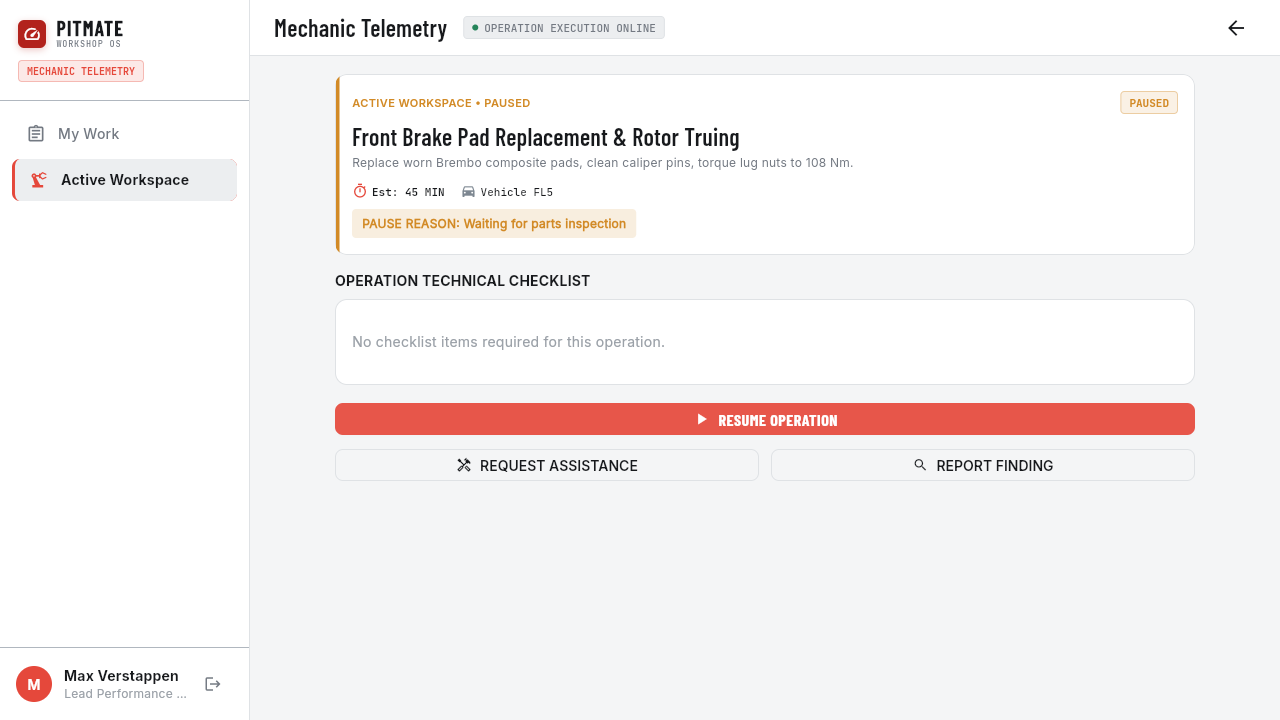 PITMATE
WORKSHOP OS
MECHANIC TELEMETRY
My Work
Active Workspace
M
Max Verstappen
Lead Performance ...
Mechanic Telemetry
OPERATION EXECUTION ONLINE
ACTIVE WORKSPACE • PAUSED
PAUSED
Front Brake Pad Replacement & Rotor Truing
Replace worn Brembo composite pads, clean caliper pins, torque lug nuts to 108 Nm.
Est: 45 MIN
Vehicle FL5
PAUSE REASON: Waiting for parts inspection
OPERATION TECHNICAL CHECKLIST
No checklist items required for this operation.
RESUME OPERATION
REQUEST ASSISTANCE
REPORT FINDING